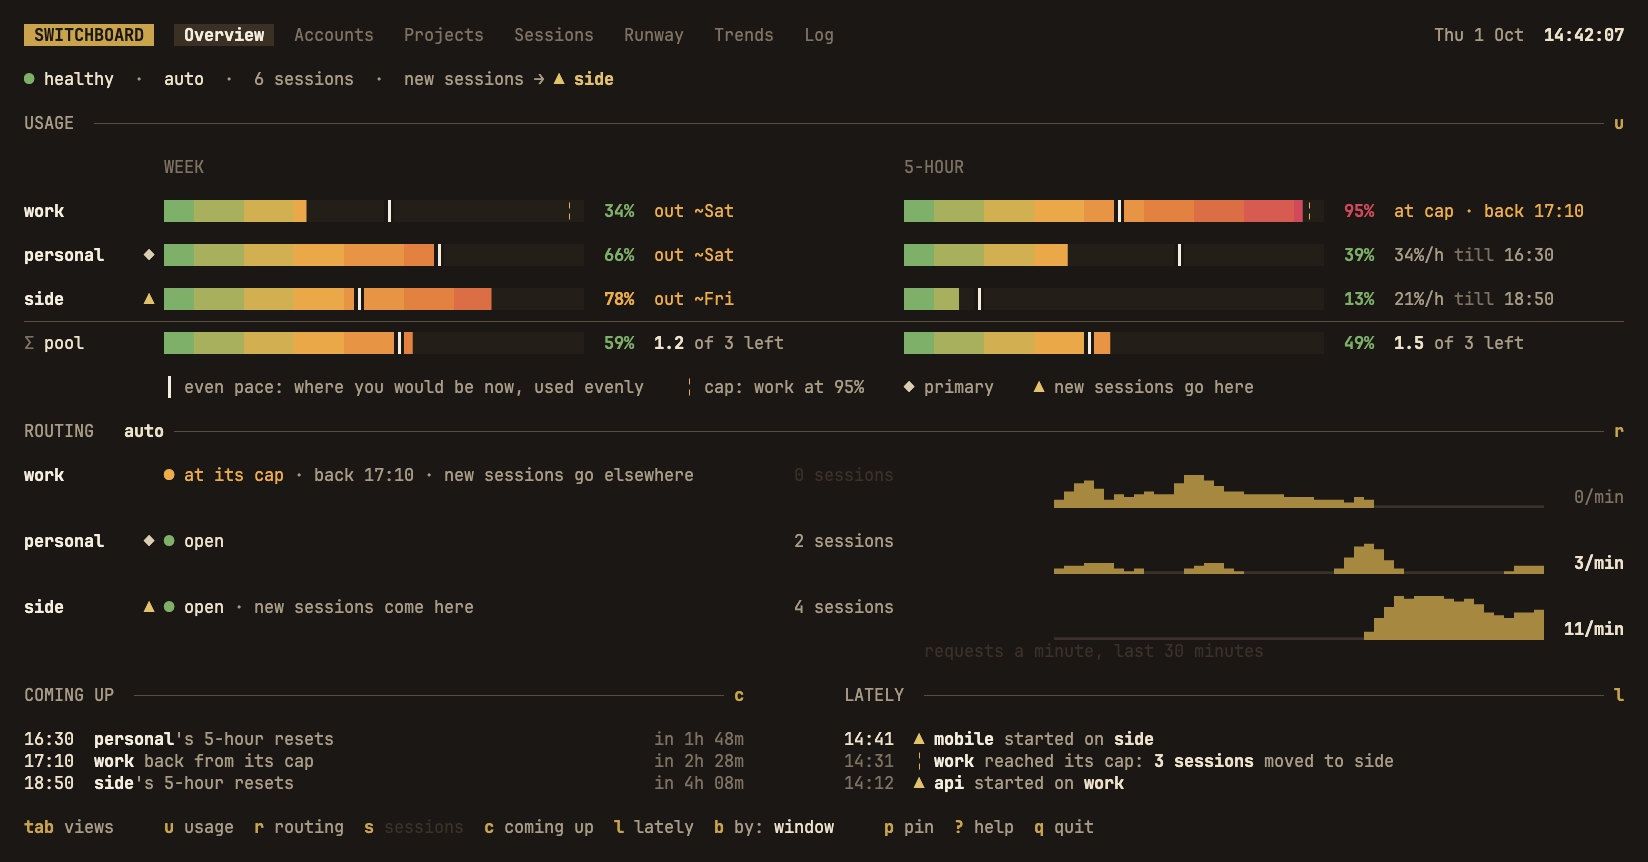 SWITCHBOARD Overview Accounts Projects Sessions Runway Trends Log Thu 1 Oct 14:42:07
● healthy · auto · 6 sessions · new sessions → ▲ side
USAGE u
WEEK 5-HOUR
work 34% out ~Sat 95% at cap · back 17:10
personal ◆ 66% out ~Sat 39% 34%/h till 16:30
side ▲ 78% out ~Fri 13% 21%/h till 18:50
Σ pool 59% 1.2 of 3 left 49% 1.5 of 3 left
even pace: where you would be now, used evenly ¦ cap: work at 95% ◆ primary ▲ new sessions go here
ROUTING auto r
work ● at its cap · back 17:10 · new sessions go elsewhere 0 sessions 0/min
personal ◆ ● open 2 sessions 3/min
side ▲ ● open · new sessions come here 4 sessions 11/min
requests a minute, last 30 minutes
COMING UP c
16:30 personal's 5-hour resets in 1h 48m
17:10 work back from its cap in 2h 28m
18:50 side's 5-hour resets in 4h 08m
LATELY l
14:41 ▲ mobile started on side
14:31 ¦ work reached its cap: 3 sessions moved to side
14:12 ▲ api started on work
tab views u usage r routing s sessions c coming up l lately b by: window p pin ? help q quit